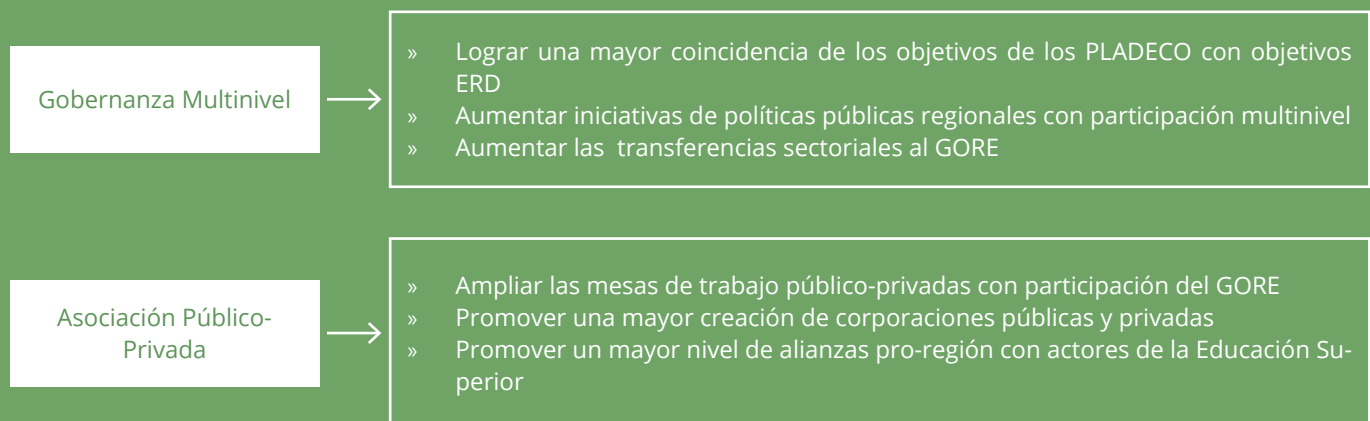 Gobernanza Multinivel
» Lograr una mayor coincidencia de los objetivos de los PLADECO con objetivos
ERD
» Aumentar iniciativas de políticas públicas regionales con participación multinivel
» Aumentar las transferencias sectoriales al GORE
Asociación Público-
Privada
» Ampliar las mesas de trabajo público-privadas con participación del GORE
» Promover una mayor creación de corporaciones públicas y privadas
» Promover un mayor nivel de alianzas pro-región con actores de la Educación Su-
perior